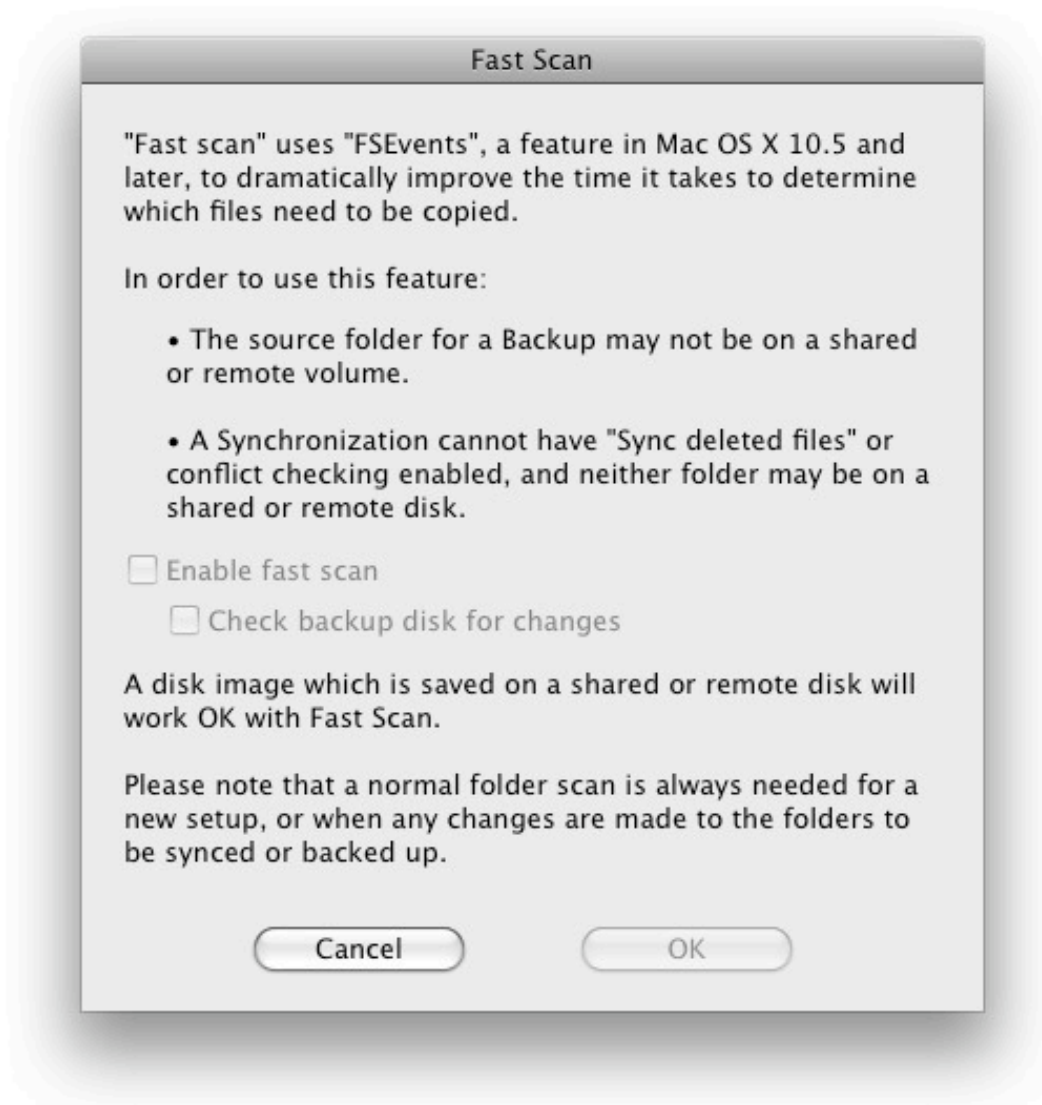 Fast Scan
"Fast scan" uses "FSEvents", a feature in Mac OS X 10.5 and
later, to dramatically improve the time it takes to determine
which files need to be copied.
In order to use this feature:
• The source folder for a Backup may not be on a shared
or remote volume.
• A Synchronization cannot have "Sync deleted files" or
conflict checking enabled, and neither folder may be on a
shared or remote disk.
Enable fast scan
Check backup disk for changes
A disk image which is saved on a shared or remote disk will
work OK with Fast Scan.
Please note that a normal folder scan is always needed for a
new setup, or when any changes are made to the folders to
be synced or backed up.
Cancel OK